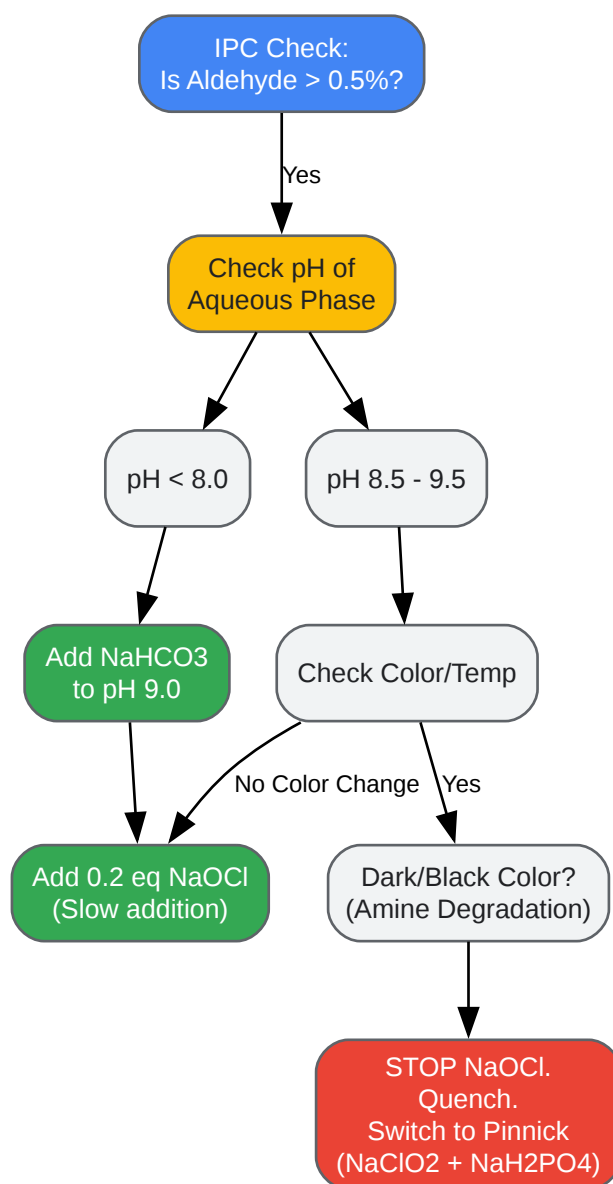 IPC Check:
Is Aldehyde > 0.5%?
Yes
Check pH of
Aqueous Phase
pH < 8.0
pH 8.5 - 9.5
Add NaHCO3
to pH 9.0
Check Color/Temp
No Color Change
Yes
Add 0.2 eq NaOCl
(Slow addition)
Dark/Black Color?
(Amine Degradation)
STOP NaOCl.
Quench.
Switch to Pinnick
(NaClO2 + NaH2PO4)